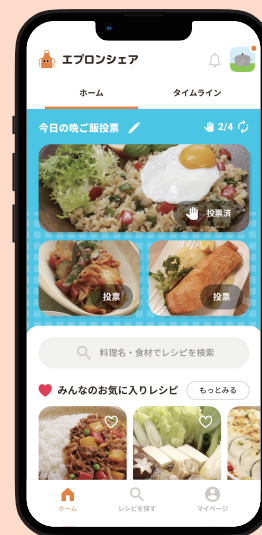 エプロンシェア
ホーム タイムライン
今日の晩ご飯投票 2/4
投票済
投票 投票
料理名・食材でレシピを検索
みんなのお気に入りレシピ もっとみる
ホーム レシピを探す マイページ